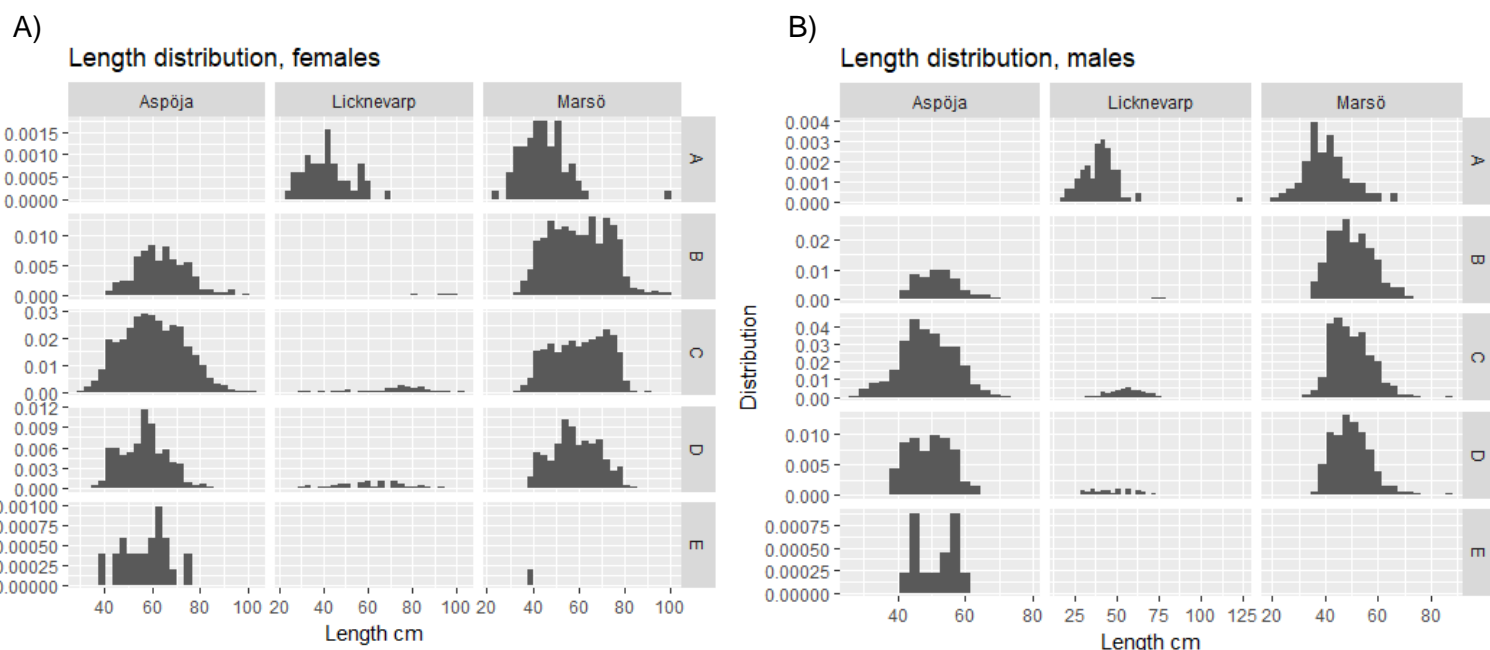 A)
Length distribution, females
Aspöja Licknevarp Marsö
0.0015
0.0010
0.0005
0.0000
A
0.010
0.005
0.000
B
0.03
0.02
0.01
0.00
C
0.012
0.009
0.006
0.003
0.000
D
0.00100
0.00075
0.00050
0.00025
0.00000
E
40 60 80 100 20 40 60 80 100 20 40 60 80 100
Length cm
B)
Length distribution, males
Aspöja Licknevarp Marsö
Distribution
0.004
0.003
0.002
0.001
0.000
A
0.02
0.01
0.00
B
0.04
0.03
0.02
0.01
0.00
C
0.010
0.005
0.000
D
0.00075
0.00050
0.00025
0.00000
E
40 60 80 25 50 75 100 125 20 40 60 80
Length cm